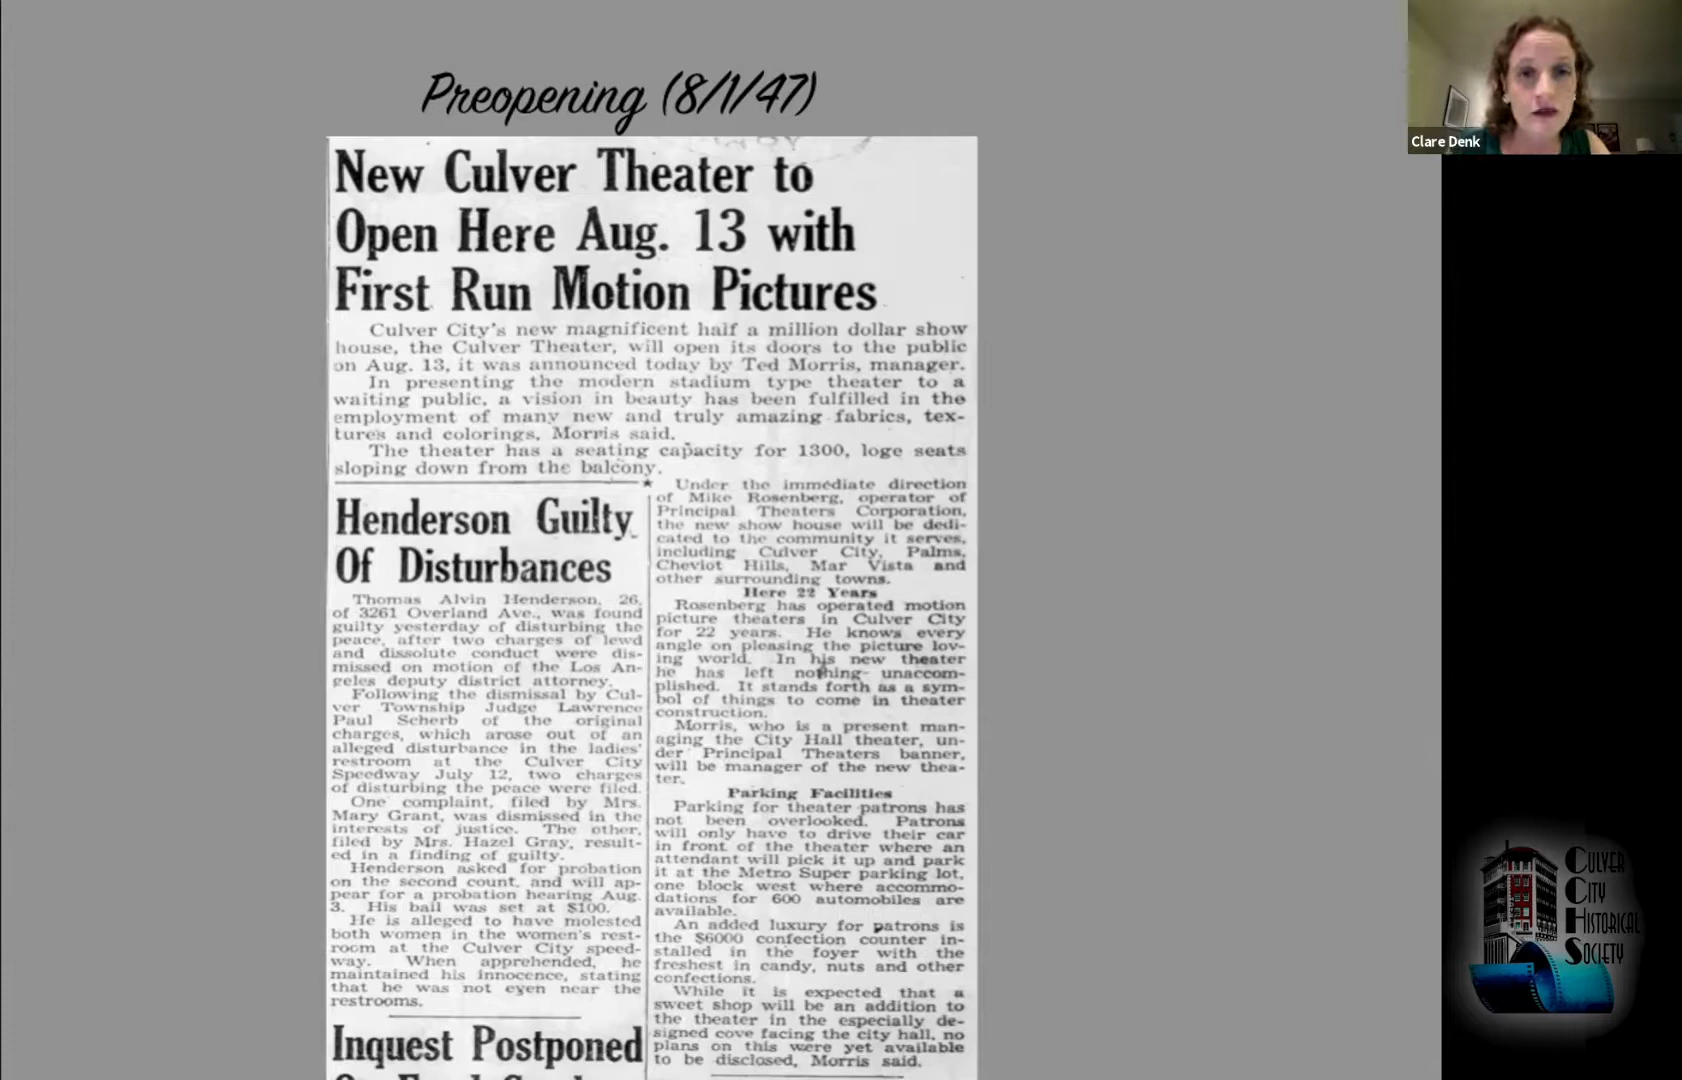 Preopening (8/1/47)
New Culver Theater to
Open Here Aug. 13 with
First Run Motion Pictures
Culver City's new magnificent half a million dollar show
house, the Culver Theater, will open its doors to the public
on Aug. 13, it was announced today by Ted Morris, manager.
In presenting the modern stadium type theater to a
waiting public, a vision in beauty has been fulfilled in the
employment of many new and truly amazing fabrics, tex-
tures and colorings, Morris said.
The theater has a seating capacity for 1300, loge seats
sloping down from the balcony.
Henderson Guilty
Of Disturbances
Thomas Alvin Henderson, 26,
of 3261 Overland Ave., was found
guilty yesterday of disturbing the
peace, after two charges of lewd
and dissolute conduct were dis-
missed on motion of the Los An-
geles deputy district attorney.
Following the dismissal by Cul-
ver Township Judge Lawrence
Paul Scherb of the original
charges, which arose out of an
alleged disturbance in the ladies'
restroom at the Culver City
Speedway July 12, two charges
of disturbing the peace were filed.
One complaint, filed by Mrs.
Mary Grant, was dismissed in the
interests of justice. The other,
filed by Mrs. Hazel Gray, result-
ed in a finding of guilty.
Henderson asked for probation
on the second count, and will ap-
pear for a probation hearing Aug.
3. His bail was set at $100.
He is alleged to have molested
both women in the women's rest-
room at the Culver City speed-
way. When apprehended, he
maintained his innocence, stating
that he was not even near the
restrooms.
Inquest Postponed
Under the immediate direction
of Mike Rosenberg, operator of
Principal Theaters Corporation,
the new show house will be dedi-
cated to the community it serves,
including Culver City, Palms,
Cheviot Hills, Mar Vista and
other surrounding towns.
Here 22 Years
Rosenberg has operated motion
picture theaters in Culver City
for 22 years. He knows every
angle on pleasing the picture lov-
ing world. In his new theater
he has left nothing unaccom-
plished. It stands forth as a sym-
bol of things to come in theater
construction.
Morris, who is a present man-
aging the City Hall theater, un-
der Principal Theaters banner,
will be manager of the new thea-
ter.
Parking Facilities
Parking for theater patrons has
not been overlooked. Patrons
will only have to drive their car
in front of the theater where an
attendant will pick it up and park
it at the Metro Super parking lot,
one block west where accommo-
dations for 600 automobiles are
available.
An added luxury for patrons is
the $6000 confection counter in-
stalled in the foyer with the
freshest in candy, nuts and other
confections.
While it is expected that a
sweet shop will be an addition to
the theater in the especially de-
signed cove facing the city hall, no
plans on this were yet available
to be disclosed, Morris said.
Clare Denk
Culver
City
Historical
Society